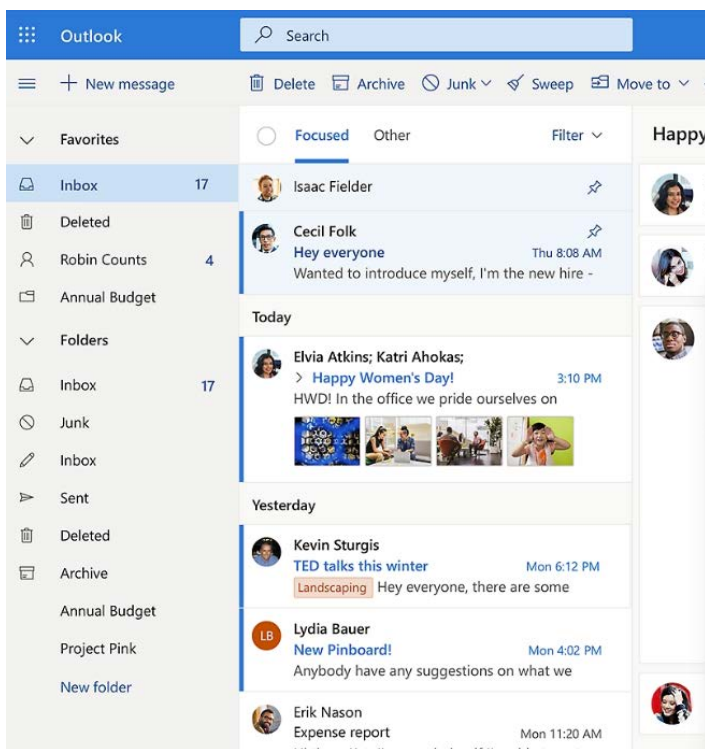 Outlook
Search
New message
Delete Archive Junk Sweep Move to
Favorites
Inbox 17
Deleted
Robin Counts 4
Annual Budget
Folders
Inbox 17
Junk
Inbox
Sent
Deleted
Archive
Annual Budget
Project Pink
New folder
Focused Other Filter
Isaac Fielder
Cecil Folk
Hey everyone Thu 8:08 AM
Wanted to introduce myself, I'm the new hire -
Today
Elvia Atkins; Katri Ahokas;
> Happy Women's Day! 3:10 PM
HWD! In the office we pride ourselves on
Yesterday
Kevin Sturgis
TED talks this winter Mon 6:12 PM
Landscaping Hey everyone, there are some
LB
Lydia Bauer
New Pinboard! Mon 4:02 PM
Anybody have any suggestions on what we
Erik Nason
Expense report Mon 11:20 AM
Happy